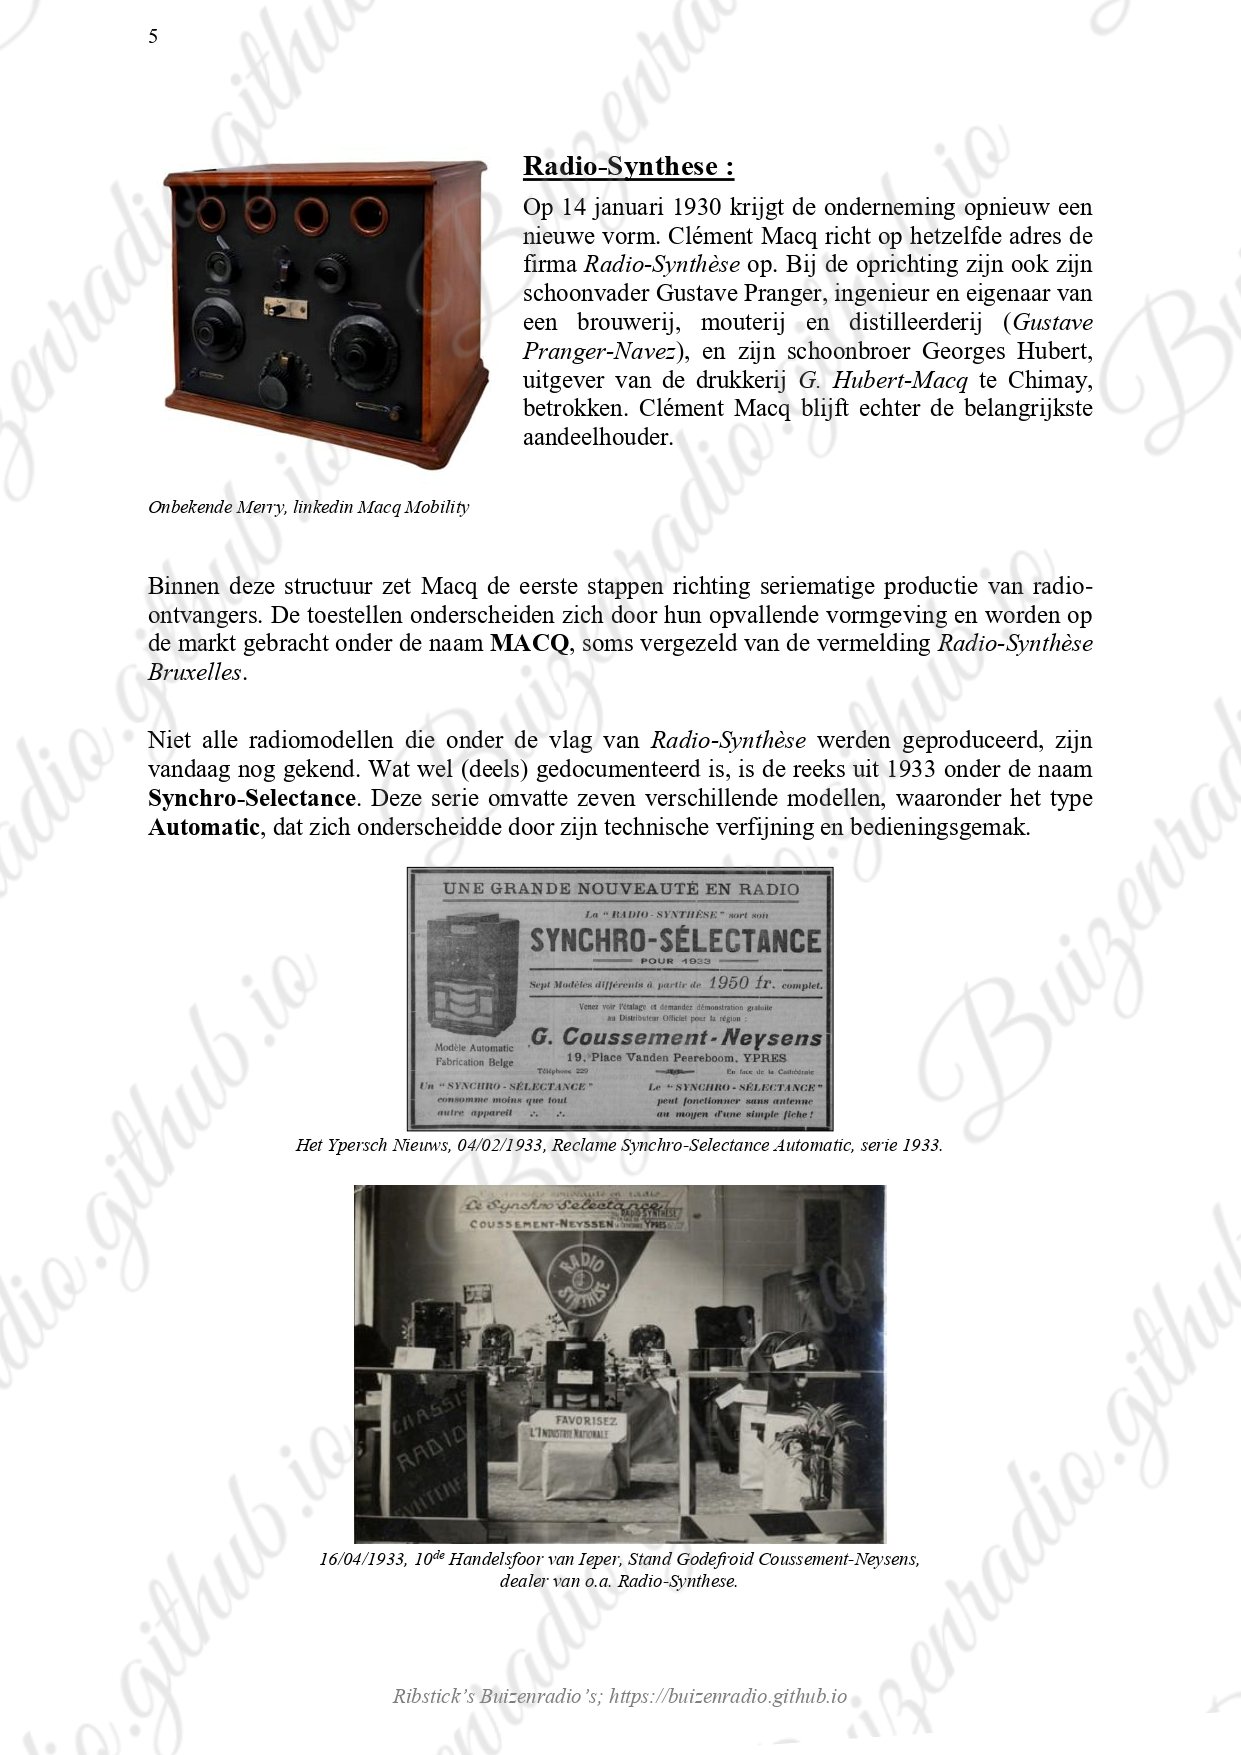 5
Radio-Synthese :
Op 14 januari 1930 krijgt de onderneming opnieuw een
nieuwe vorm. Clément Macq richt op hetzelfde adres de
firma Radio-Synthèse op. Bij de oprichting zijn ook zijn
schoonvader Gustave Pranger, ingenieur en eigenaar van
een brouwerij, mouterij en distilleerderij (Gustave
Pranger-Navez), en zijn schoonbroer Georges Hubert,
uitgever van de drukkerij G. Hubert-Macq te Chimay,
betrokken. Clément Macq blijft echter de belangrijkste
aandeelhouder.
Onbekende Merry, linkedin Macq Mobility
Binnen deze structuur zet Macq de eerste stappen richting seriematige productie van radio-
ontvangers. De toestellen onderscheiden zich door hun opvallende vormgeving en worden op
de markt gebracht onder de naam MACQ, soms vergezeld van de vermelding Radio-Synthèse
Bruxelles.
Niet alle radiomodellen die onder de vlag van Radio-Synthèse werden geproduceerd, zijn
vandaag nog gekend. Wat wel (deels) gedocumenteerd is, is de reeks uit 1933 onder de naam
Synchro-Selectance. Deze serie omvatte zeven verschillende modellen, waaronder het type
Automatic, dat zich onderscheidde door zijn technische verfijning en bedieningsgemak.
UNE GRANDE NOUVEAUTÉ EN RADIO
La "RADIO-SYNTHÈSE" sort son
SYNCHRO-SÉLECTANCE
POUR 1933
Sept Modèles différents à partir de 1950 fr. complet.
Venez voir l'étalage et demandez démonstration gratuite
au Distributeur Officiel pour la région :
G. Coussement-Neysens
19, Place Vanden Peereboom, YPRES
Téléphone 229 En face de la Cathédrale
Modèle Automatic
Fabrication Belge
Un "SYNCHRO-SÉLECTANCE"
consomme moins que tout
autre appareil
Le "SYNCHRO-SÉLECTANCE"
peut fonctionner sans antenne
au moyen d'une simple fiche !
Het Ypersch Nieuws, 04/02/1933, Reclame Synchro-Selectance Automatic, serie 1933.
nouveauté en radio
Le Synchro Selectance
RADIO SYNTHÈSE
COUSSEMENT-NEYSSEN YPRES
RADIO
SYNTHÈSE
FAVORISEZ
L'INDUSTRIE NATIONALE
CHASSIS
RADIO
SYNTHESE
16/04/1933, 10de Handelsfoor van Ieper, Stand Godefroid Coussement-Neysens,
dealer van o.a. Radio-Synthese.
Ribstick's Buizenradio's; https://buizenradio.github.io
Buizenradio.github.io